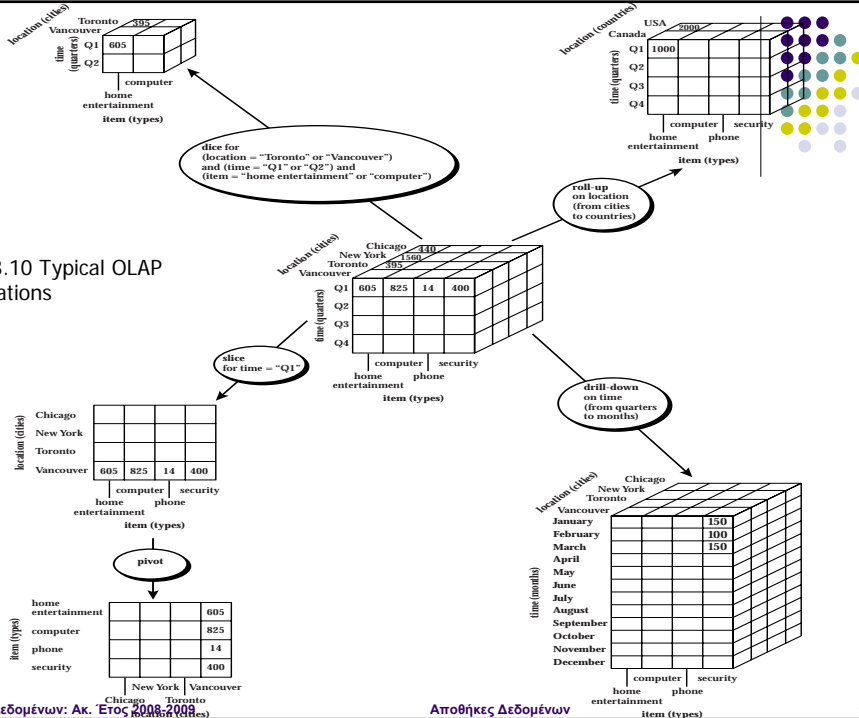 location (cities)
Toronto
Vancouver
395
time (quarters)
Q1 605
Q2
computer
home
entertainment
item (types)
location (countries)
USA
Canada
2000
time (quarters)
Q1 1000
Q2
Q3
Q4
computer security
home phone
entertainment
item (types)
dice for
(location = “Toronto” or “Vancouver”)
and (time = “Q1” or “Q2”) and
(item = “home entertainment” or “computer”)
roll-up
on location
(from cities
to countries)
3.10 Typical OLAP
ations
location (cities)
Chicago 440
New York 1560
Toronto 395
Vancouver
time (quarters)
Q1 605 825 14 400
Q2
Q3
Q4
computer security
home phone
entertainment
item (types)
slice
for time = “Q1”
drill-down
on time
(from quarters
to months)
location (cities)
Chicago
New York
Toronto
Vancouver 605 825 14 400
computer security
home phone
entertainment
item (types)
pivot
item (types)
home
entertainment 605
computer 825
phone 14
security 400
New York Vancouver
Chicago Toronto
location (cities)
location (cities)
Chicago
New York
Toronto
Vancouver
time (months)
January 150
February 100
March 150
April
May
June
July
August
September
October
November
December
computer security
home phone
entertainment
item (types)
εδομένων: Ακ. Έτος 2008-2009
Αποθήκες Δεδομένων